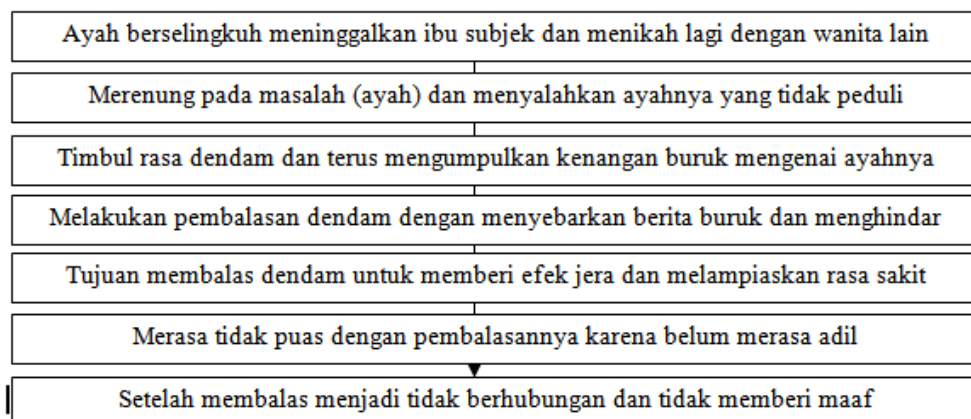 Ayah berselingkuh meninggalkan ibu subjek dan menikah lagi dengan wanita lain
Merenung pada masalah (ayah) dan menyalahkan ayahnya yang tidak peduli
Timbul rasa dendam dan terus mengumpulkan kenangan buruk mengenai ayahnya
Melakukan pembalasan dendam dengan menyebarkan berita buruk dan menghindar
Tujuan membalas dendam untuk memberi efek jera dan melampiaskan rasa sakit
Merasa tidak puas dengan pembalasannya karena belum merasa adil
Setelah membalas menjadi tidak berhubungan dan tidak memberi maaf